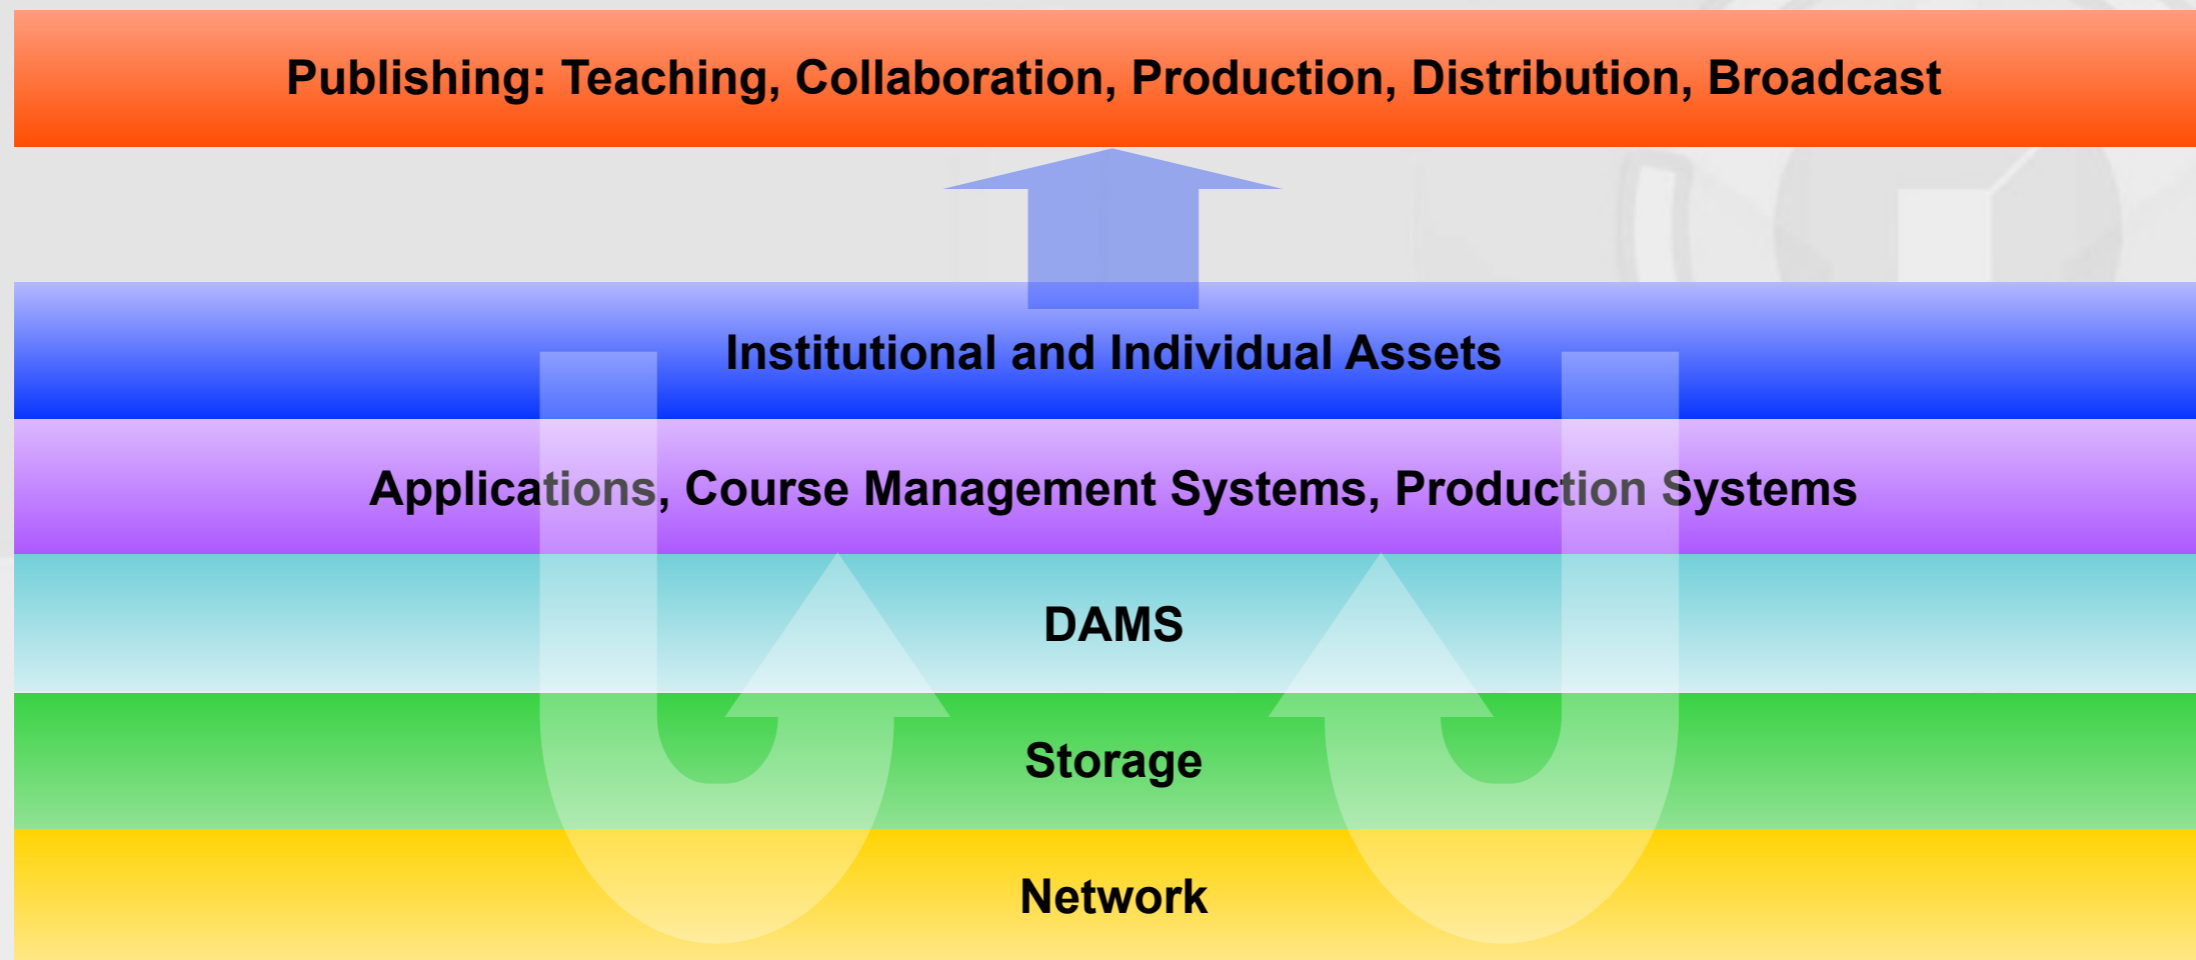 Publishing: Teaching, Collaboration, Production, Distribution, Broadcast
Institutional and Individual Assets
Applications, Course Management Systems, Production Systems
DAMS
Storage
Network